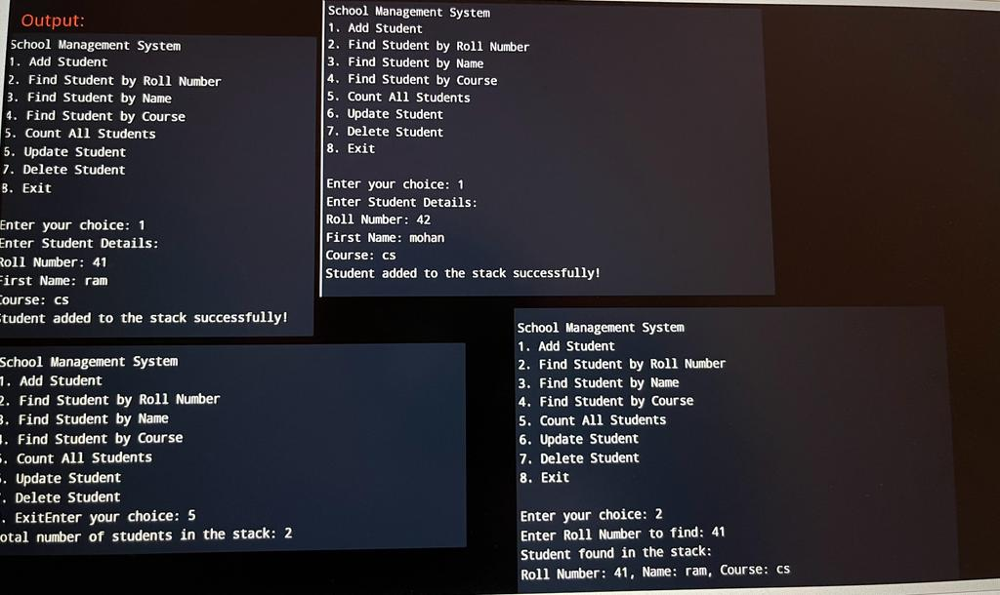 Output:
School Management System
1. Add Student
2. Find Student by Roll Number
3. Find Student by Name
4. Find Student by Course
5. Count All Students
6. Update Student
7. Delete Student
8. Exit
Enter your choice: 1
Enter Student Details:
Roll Number: 41
First Name: ram
Course: cs
Student added to the stack successfully!
School Management System
1. Add Student
2. Find Student by Roll Number
3. Find Student by Name
4. Find Student by Course
5. Count All Students
6. Update Student
7. Delete Student
8. Exit
Enter your choice: 1
Enter Student Details:
Roll Number: 42
First Name: mohan
Course: cs
Student added to the stack successfully!
School Management System
1. Add Student
2. Find Student by Roll Number
3. Find Student by Name
. Find Student by Course
. Count All Students
. Update Student
. Delete Student
. ExitEnter your choice: 5
otal number of students in the stack: 2
School Management System
1. Add Student
2. Find Student by Roll Number
3. Find Student by Name
4. Find Student by Course
5. Count All Students
6. Update Student
7. Delete Student
8. Exit
Enter your choice: 2
Enter Roll Number to find: 41
Student found in the stack:
Roll Number: 41, Name: ram, Course: cs